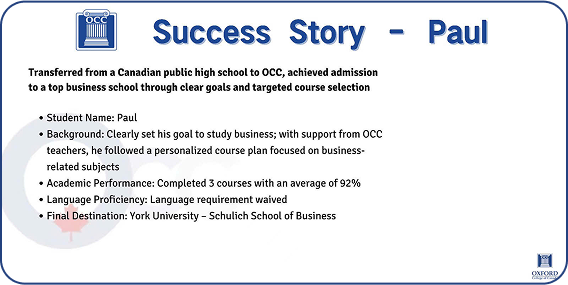 OCC
Success Story - Paul
Transferred from a Canadian public high school to OCC, achieved admission
to a top business school through clear goals and targeted course selection
• Student Name: Paul
• Background: Clearly set his goal to study business; with support from OCC
teachers, he followed a personalized course plan focused on business-
related subjects
• Academic Performance: Completed 3 courses with an average of 92%
• Language Proficiency: Language requirement waived
• Final Destination: York University – Schulich School of Business
OXFORD